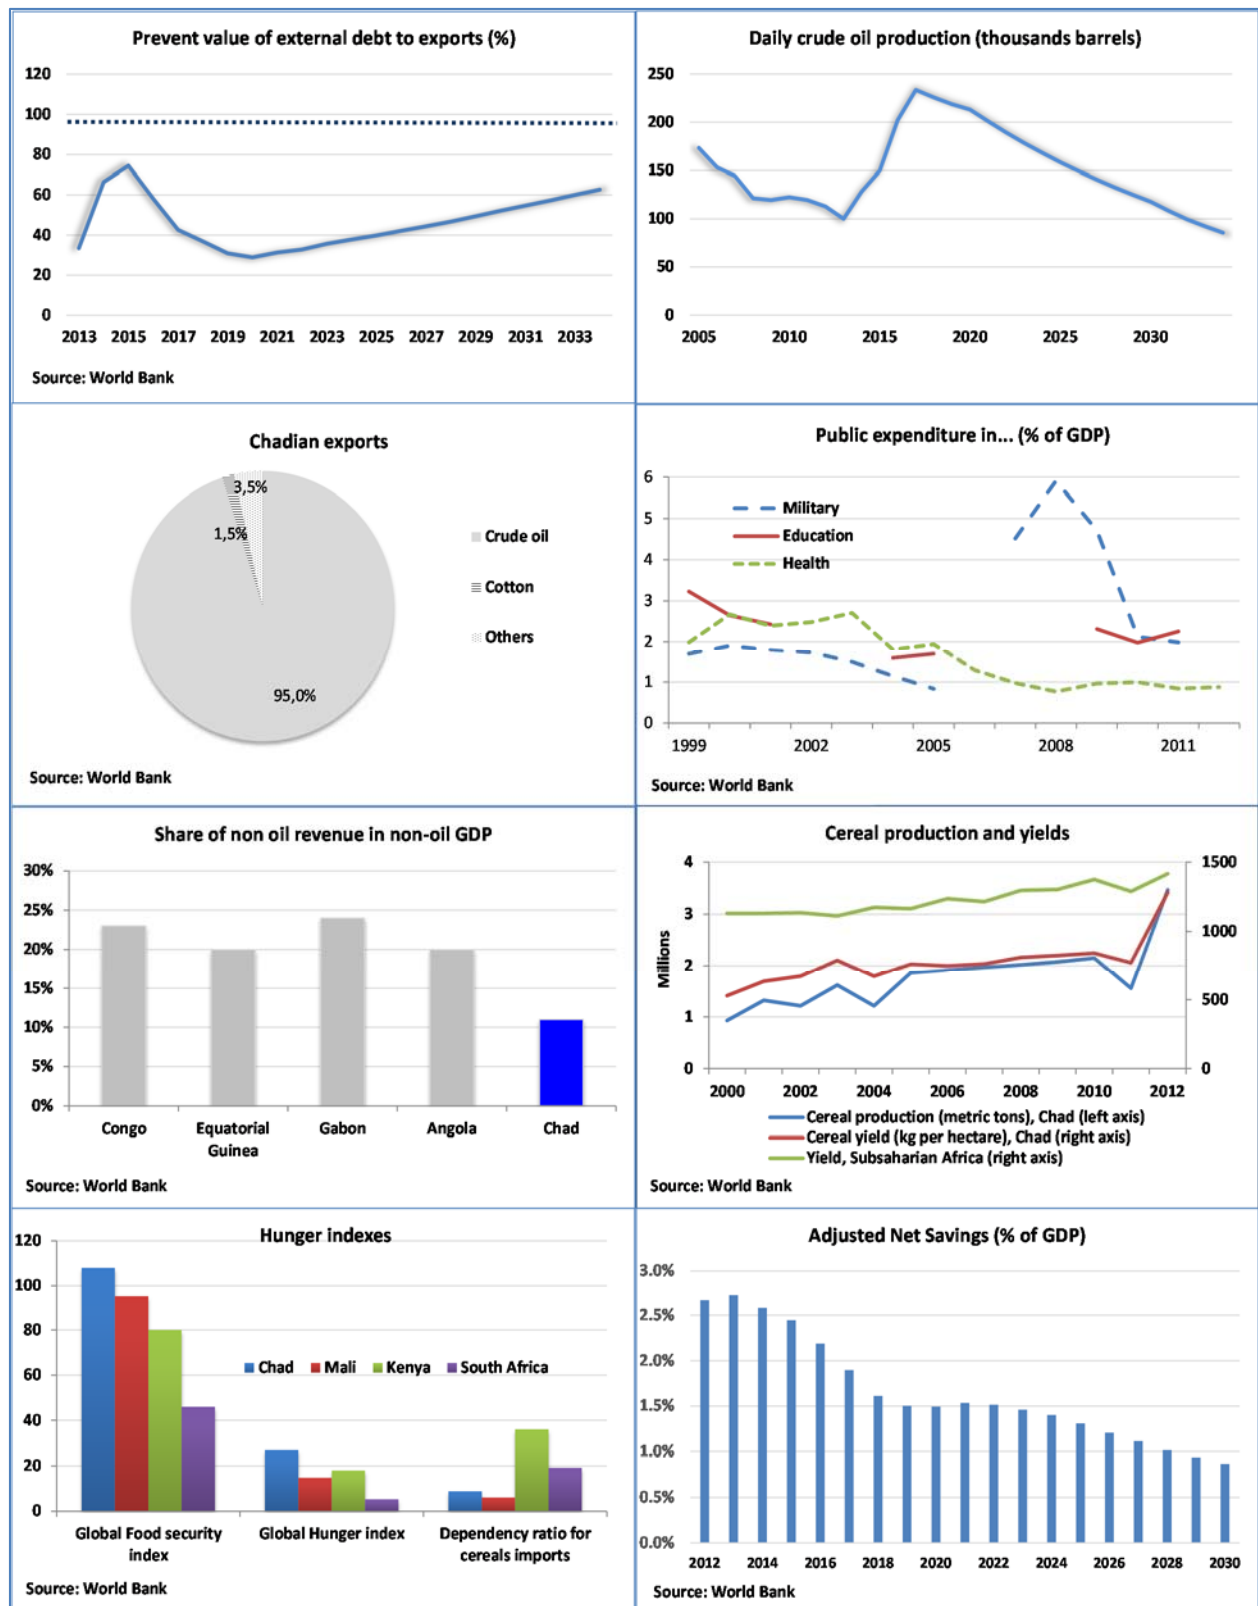 Prevent value of external debt to exports (%)
120
100
80
60
40
20
0
2013 2015 2017 2019 2021 2023 2025 2027 2029 2031 2033
Source: World Bank
Daily crude oil production (thousands barrels)
250
200
150
100
50
0
2005 2010 2015 2020 2025 2030
Chadian exports
3,5%
1,5%
95,0%
Crude oil
Cotton
Others
Source: World Bank
Public expenditure in... (% of GDP)
6
5
4
3
2
1
0
Military
Education
Health
1999 2002 2005 2008 2011
Source: World Bank
Share of non oil revenue in non-oil GDP
30%
25%
20%
15%
10%
5%
0%
Congo Equatorial Guinea Gabon Angola Chad
Source: World Bank
Cereal production and yields
4
3
2
1
0
Millions
1500
1000
500
0
2000 2002 2004 2006 2008 2010 2012
Cereal production (metric tons), Chad (left axis)
Cereal yield (kg per hectare), Chad (right axis)
Yield, Subsaharian Africa (right axis)
Source: World Bank
Hunger indexes
120
100
80
60
40
20
0
Chad Mali Kenya South Africa
Global Food security index
Global Hunger index
Dependency ratio for cereals imports
Source: World Bank
Adjusted Net Savings (% of GDP)
3.0%
2.5%
2.0%
1.5%
1.0%
0.5%
0.0%
2012 2014 2016 2018 2020 2022 2024 2026 2028 2030
Source: World Bank